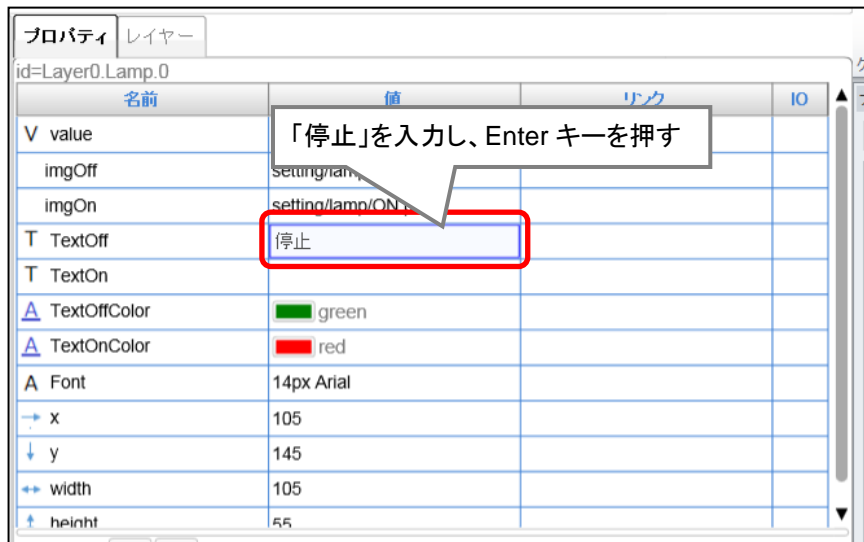 プロパティ レイヤー
id=Layer0.Lamp.0
名前 値 リンク IO
「停止」を入力し、Enter キーを押す
V value
imgOff
imgOn setting/lamp/ON
T TextOff 停止
T TextOn
A TextOffColor green
A TextOnColor red
A Font 14px Arial
x 105
y 145
width 105
height 55